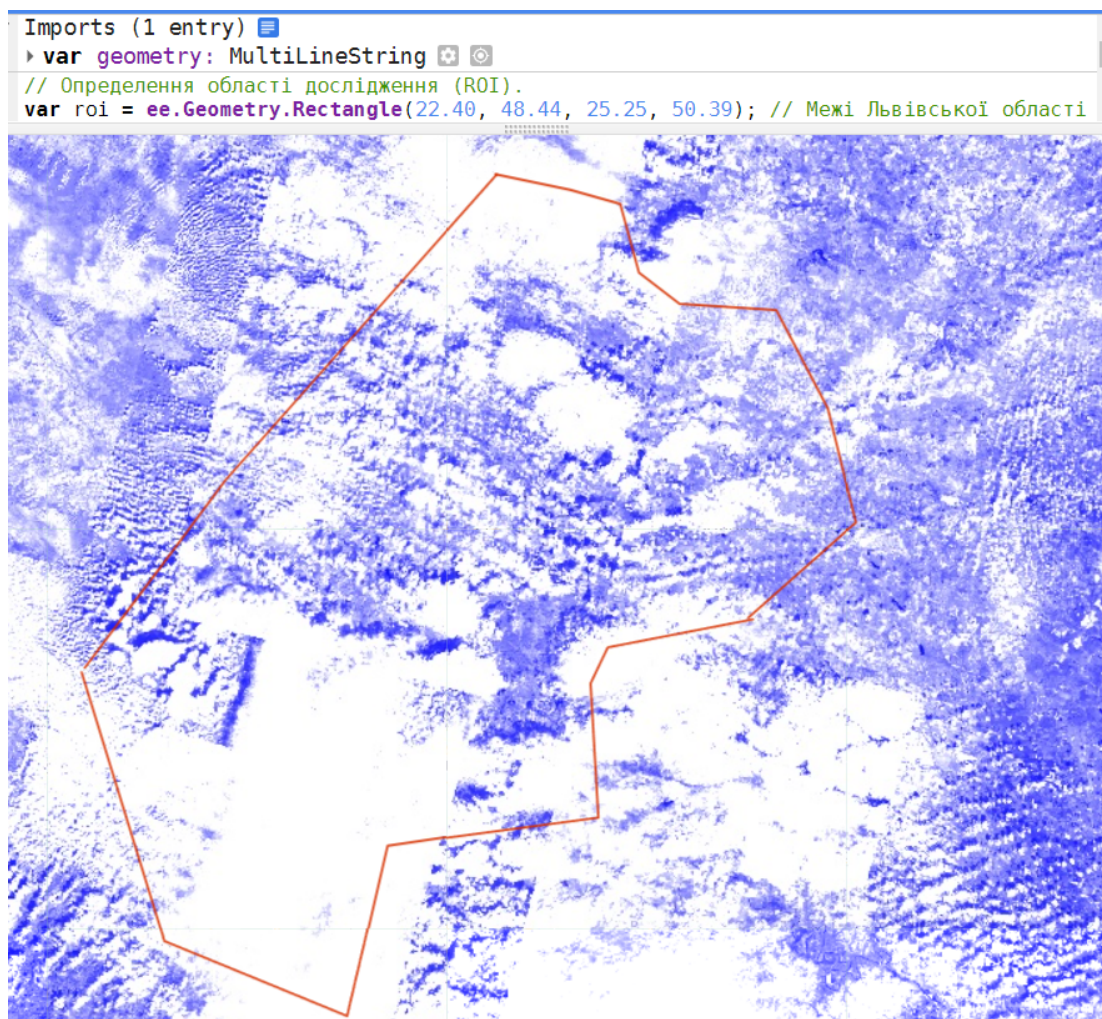 Imports (1 entry)
var geometry: MultiLineString
// Определення області дослідження (ROI).
var roi = ee.Geometry.Rectangle(22.40, 48.44, 25.25, 50.39); // Межі Львівської області